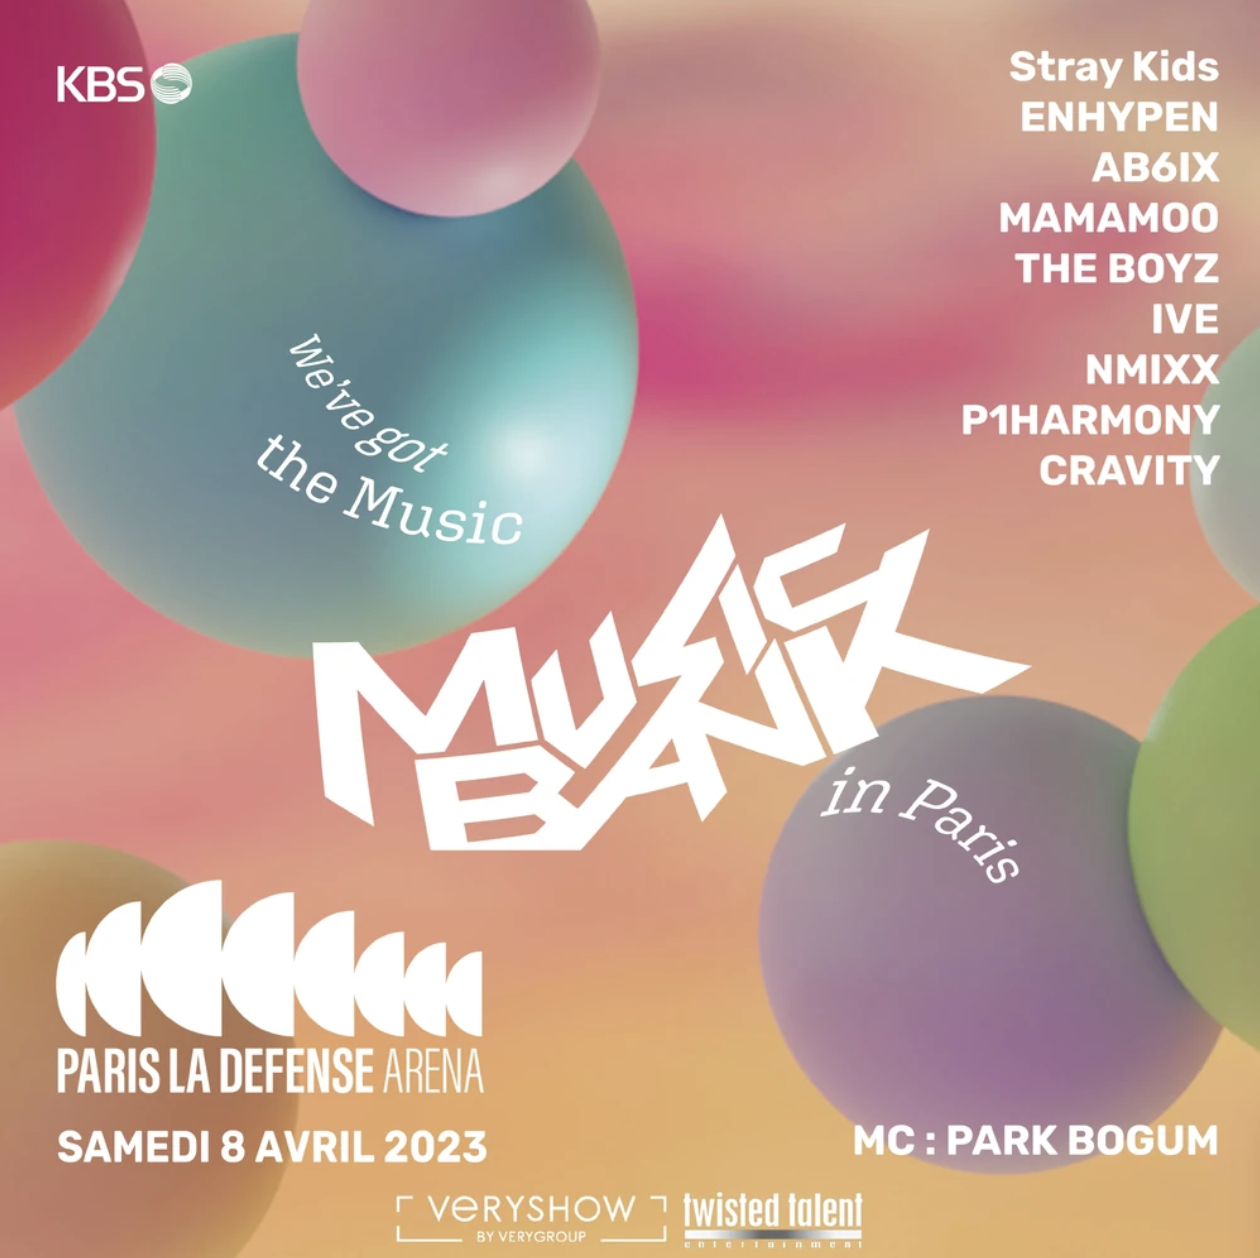 KBS
Stray Kids
ENHYPEN
AB6IX
MAMAMOO
THE BOYZ
IVE
NMIXX
P1HARMONY
CRAVITY
We've got
the Music
MUSIC
BANK
in Paris
PARIS LA DEFENSE ARENA
SAMEDI 8 AVRIL 2023
MC : PARK BOGUM
VERYSHOW
BY VERYGROUP
twisted talent
entertainment